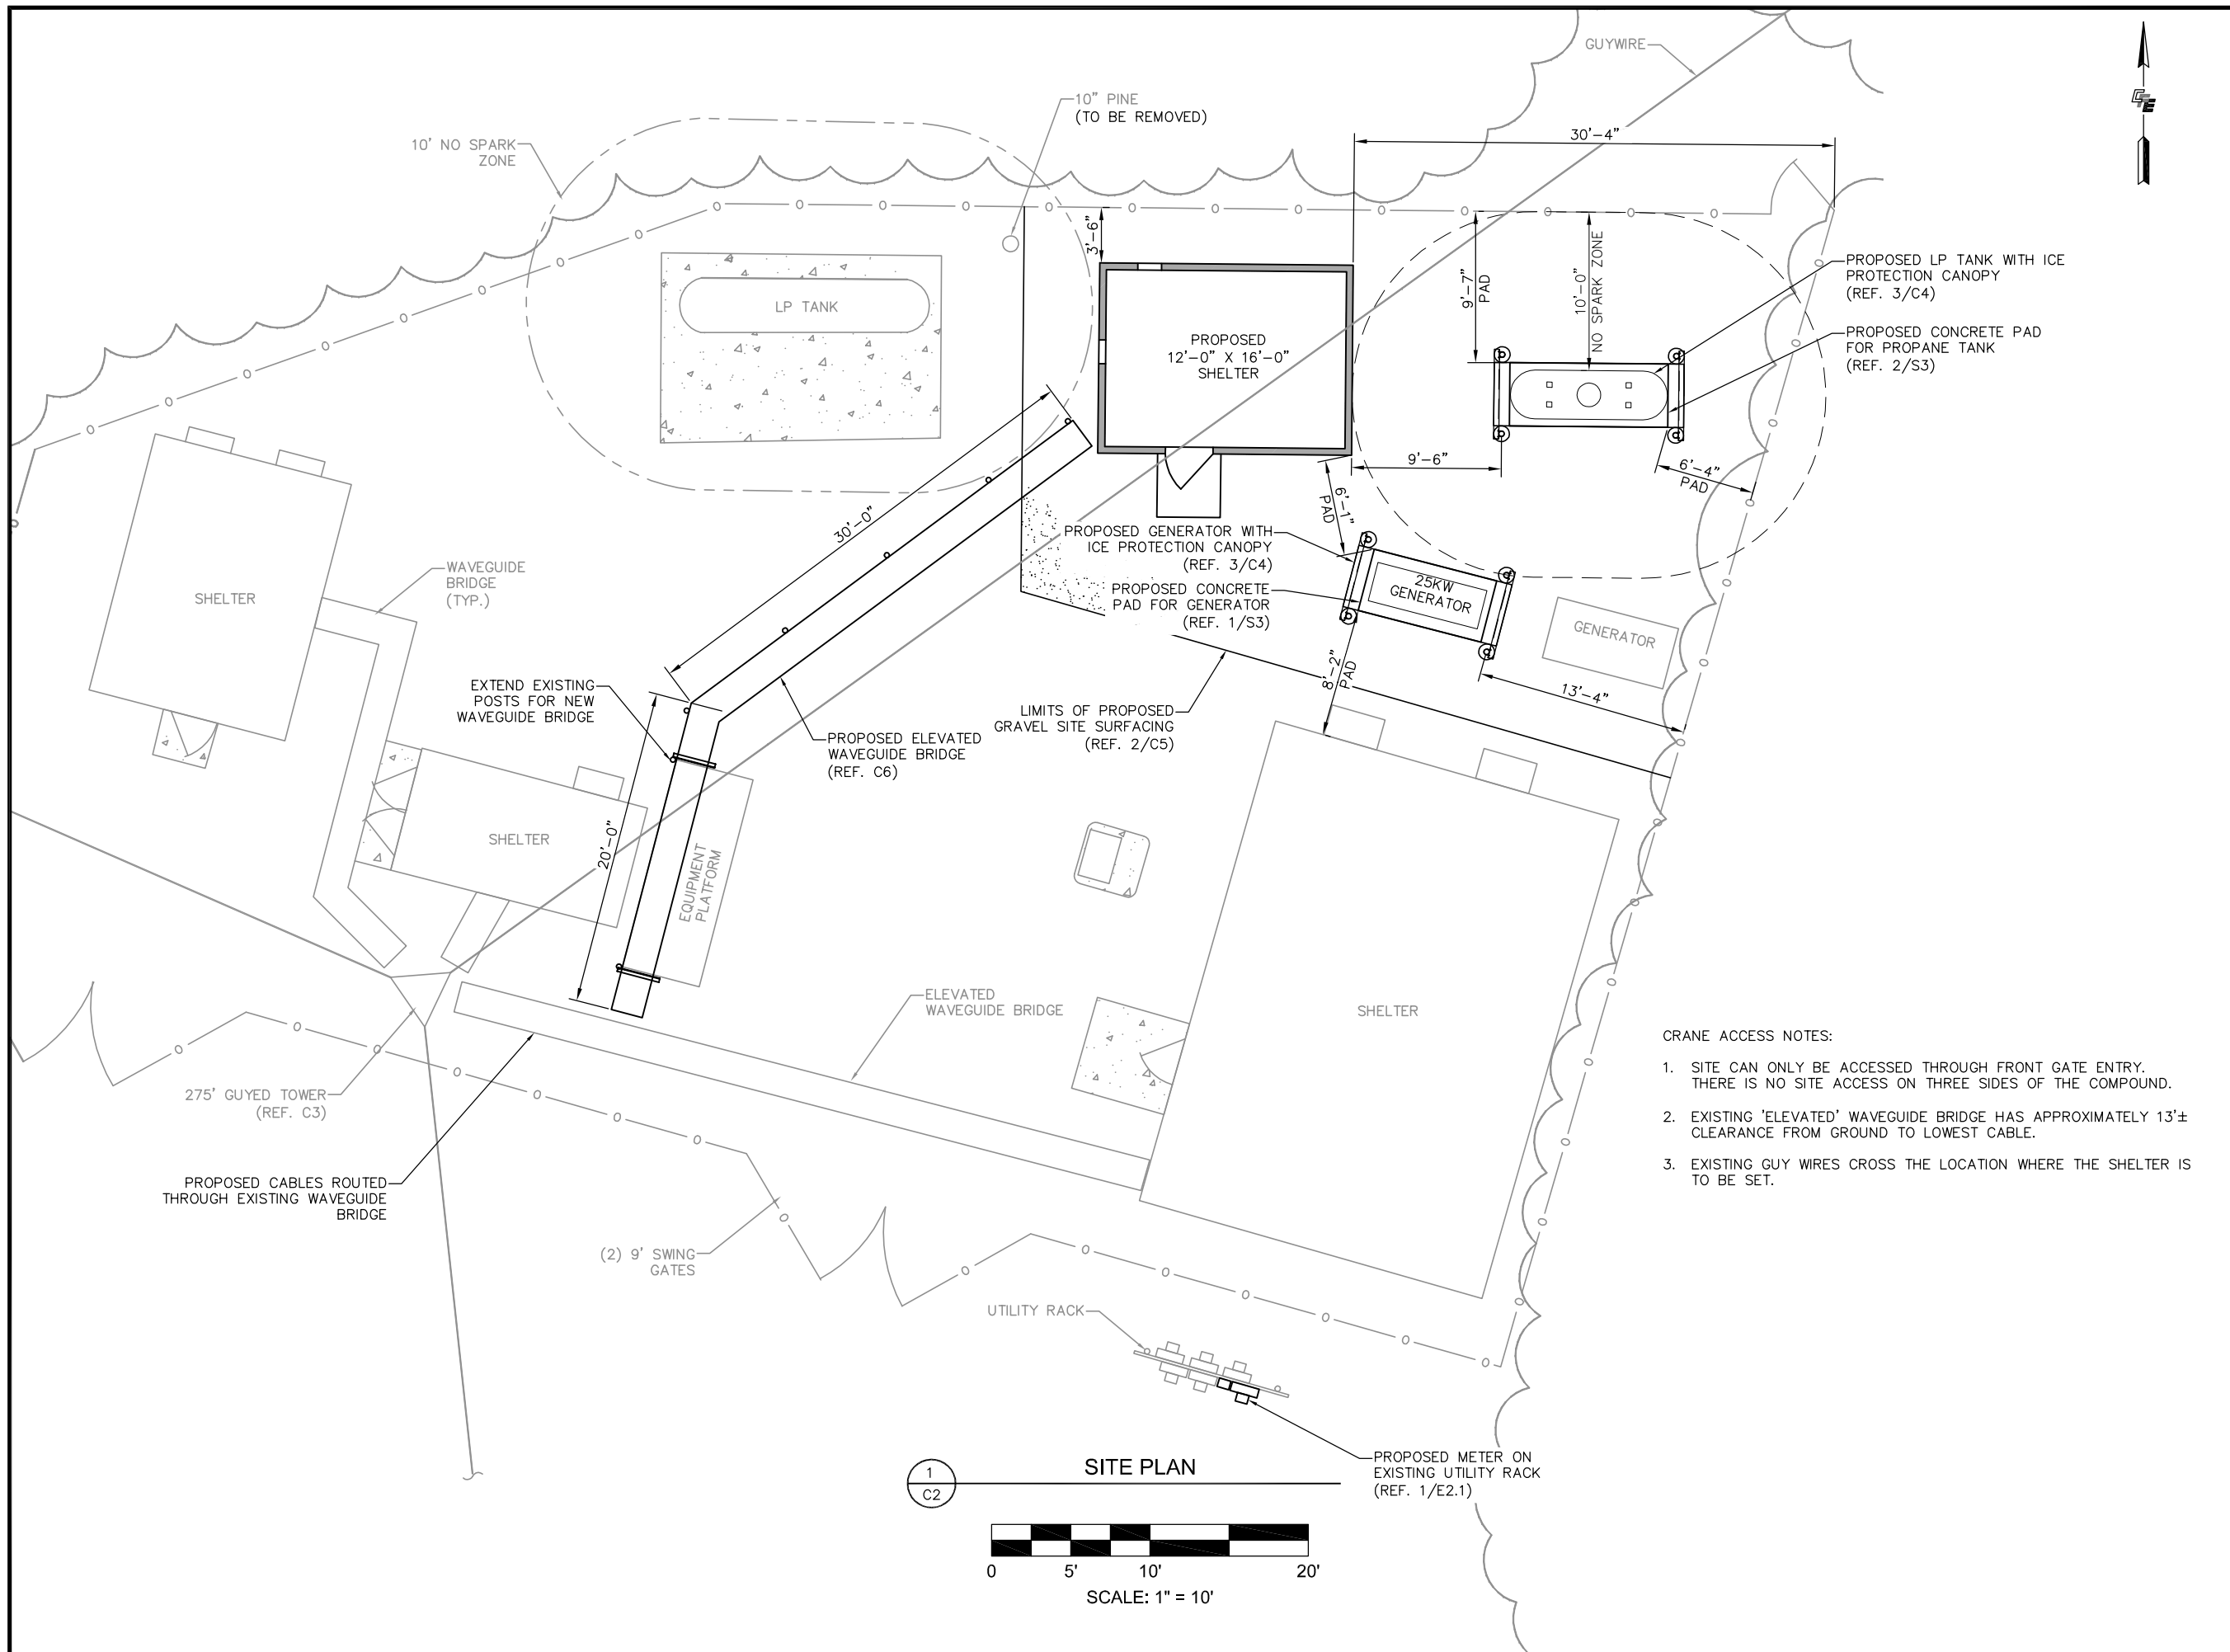 GUYWIRE
10" PINE
(TO BE REMOVED)
10' NO SPARK
ZONE
30'-4"
3'-6"
9'-7"
PAD
10'-0"
NO SPARK ZONE
PROPOSED LP TANK WITH ICE
PROTECTION CANOPY
(REF. 3/C4)
LP TANK
PROPOSED
12'-0" X 16'-0"
SHELTER
PROPOSED CONCRETE PAD
FOR PROPANE TANK
(REF. 2/S3)
9'-6"
6'-4"
PAD
6'-1"
PAD
30'-0"
PROPOSED GENERATOR WITH
ICE PROTECTION CANOPY
(REF. 3/C4)
PROPOSED CONCRETE
PAD FOR GENERATOR
(REF. 1/S3)
25KW
GENERATOR
GENERATOR
WAVEGUIDE
BRIDGE
(TYP.)
SHELTER
8'-2"
PAD
13'-4"
EXTEND EXISTING
POSTS FOR NEW
WAVEGUIDE BRIDGE
LIMITS OF PROPOSED
GRAVEL SITE SURFACING
(REF. 2/C5)
PROPOSED ELEVATED
WAVEGUIDE BRIDGE
(REF. C6)
SHELTER
20'-0"
EQUIPMENT
PLATFORM
ELEVATED
WAVEGUIDE BRIDGE
SHELTER
275' GUYED TOWER
(REF. C3)
PROPOSED CABLES ROUTED
THROUGH EXISTING WAVEGUIDE
BRIDGE
(2) 9' SWING
GATES
CRANE ACCESS NOTES:
1. SITE CAN ONLY BE ACCESSED THROUGH FRONT GATE ENTRY.
THERE IS NO SITE ACCESS ON THREE SIDES OF THE COMPOUND.
2. EXISTING 'ELEVATED' WAVEGUIDE BRIDGE HAS APPROXIMATELY 13'±
CLEARANCE FROM GROUND TO LOWEST CABLE.
3. EXISTING GUY WIRES CROSS THE LOCATION WHERE THE SHELTER IS
TO BE SET.
UTILITY RACK
PROPOSED METER ON
EXISTING UTILITY RACK
(REF. 1/E2.1)
1
C2
SITE PLAN
0 5' 10' 20'
SCALE: 1" = 10'